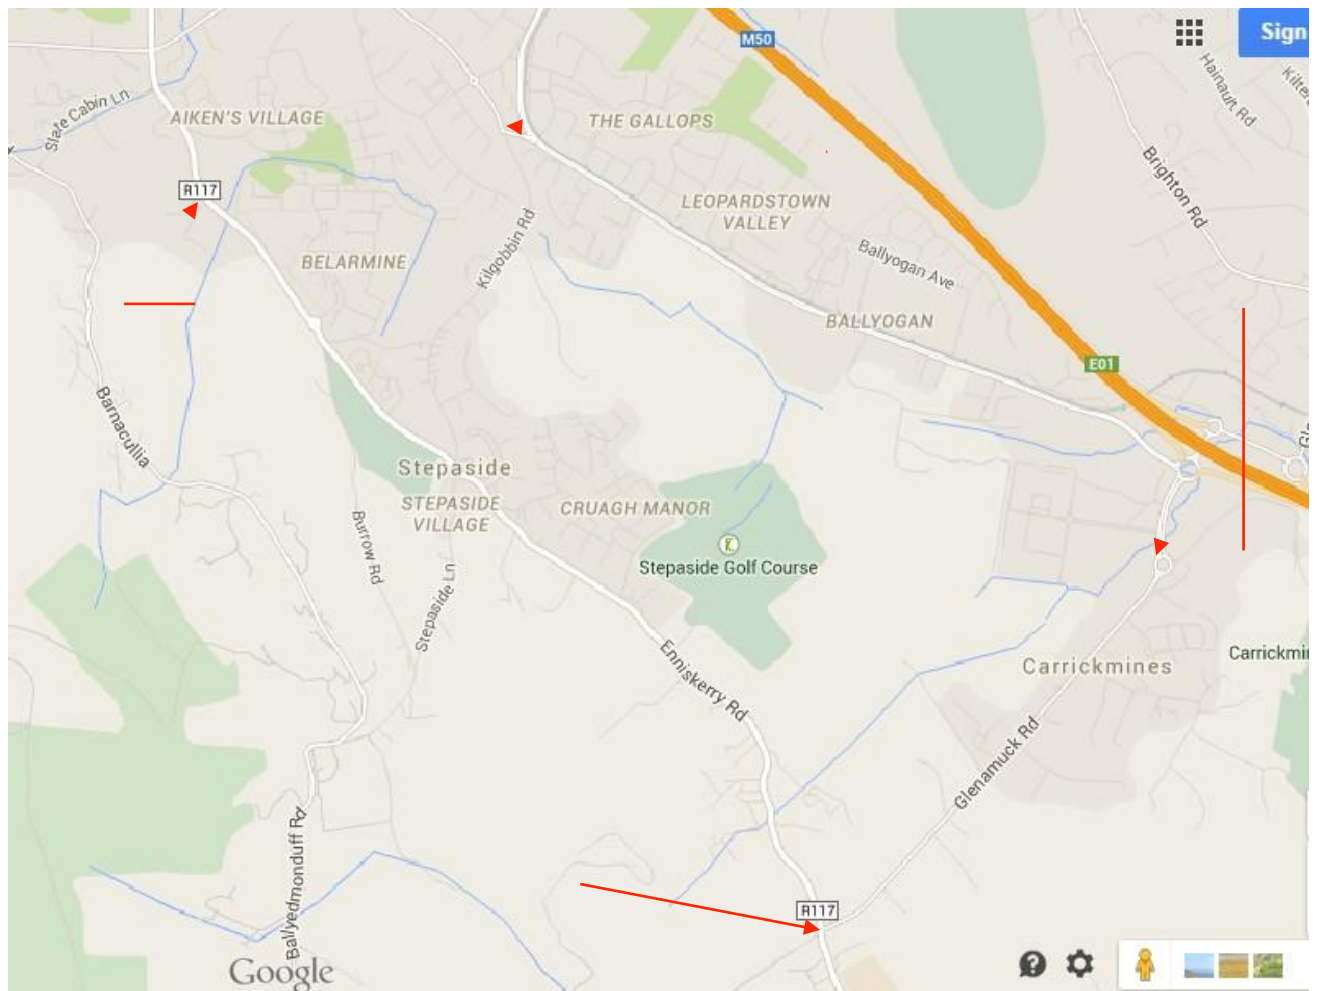 M50
Sign
Hainault Rd
Slate Cabin Ln
AIKEN'S VILLAGE
THE GALLOPS
Brighton Rd
R117
LEOPARDSTOWN
VALLEY
Kilgobbin Rd
Ballyogan Ave
BELARMINE
BALLYOGAN
E01
Barnacullia
Stepaside
STEPASIDE
VILLAGE
CRUAGH MANOR
Burrow Rd
Stepaside Golf Course
Stepaside Ln
Enniskerry Rd
Carrickmines
Carrickmi
Glenamuck Rd
Ballyedmonduff Rd
R117
Google